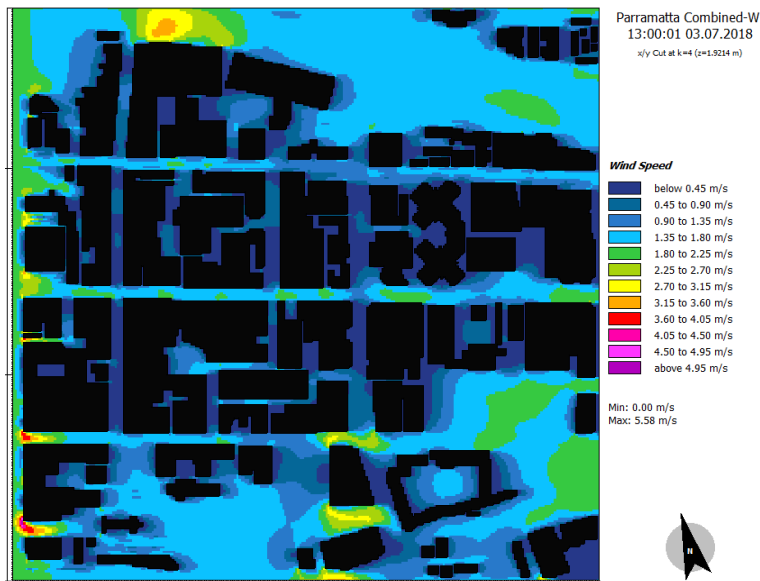 Parramatta Combined-W
13:00:01 03.07.2018
x/y Cut at k=4 (z=1.9214 m)
Wind Speed
below 0.45 m/s
0.45 to 0.90 m/s
0.90 to 1.35 m/s
1.35 to 1.80 m/s
1.80 to 2.25 m/s
2.25 to 2.70 m/s
2.70 to 3.15 m/s
3.15 to 3.60 m/s
3.60 to 4.05 m/s
4.05 to 4.50 m/s
4.50 to 4.95 m/s
above 4.95 m/s
Min: 0.00 m/s
Max: 5.58 m/s
N